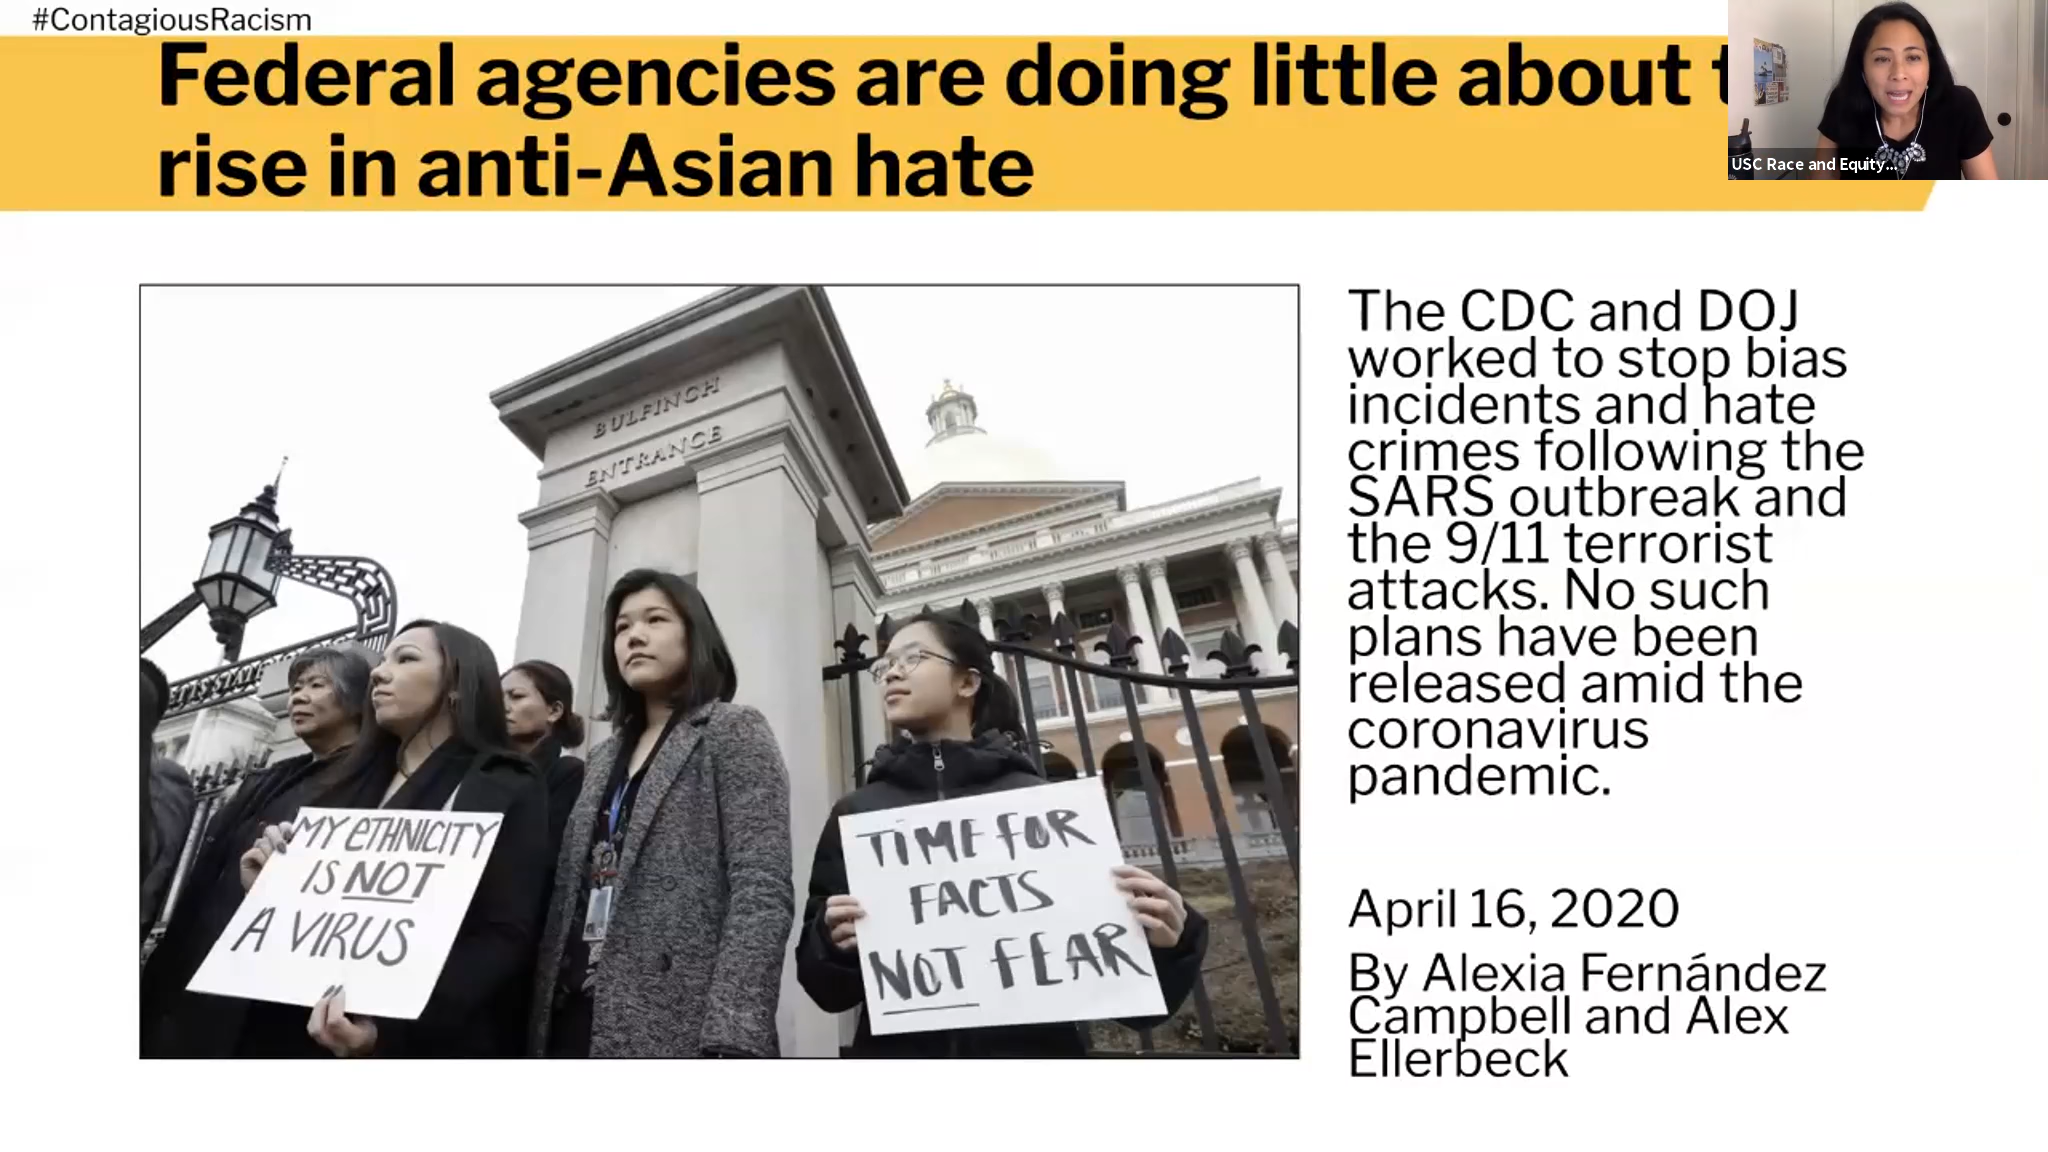 #ContagiousRacism
Federal agencies are doing little about t
rise in anti-Asian hate
USC Race and Equity...
BULFINCH
ENTRANCE
MY ETHNICITY
IS NOT
A VIRUS
TIME FOR
FACTS
NOT FEAR
The CDC and DOJ
worked to stop bias
incidents and hate
crimes following the
SARS outbreak and
the 9/11 terrorist
attacks. No such
plans have been
released amid the
coronavirus
pandemic.
April 16, 2020
By Alexia Fernández
Campbell and Alex
Ellerbeck